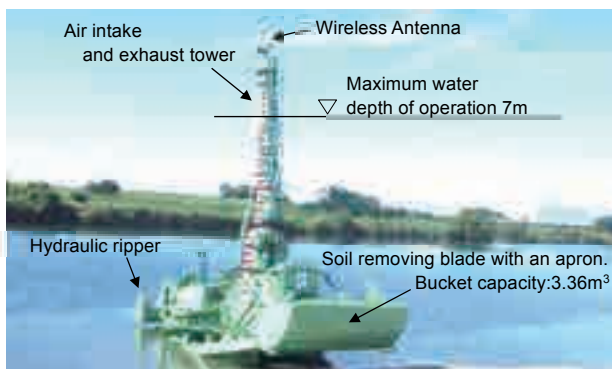 Air intake
and exhaust tower
Wireless Antenna
Maximum water
depth of operation 7m
Hydraulic ripper
Soil removing blade with an apron.
Bucket capacity:3.36m³